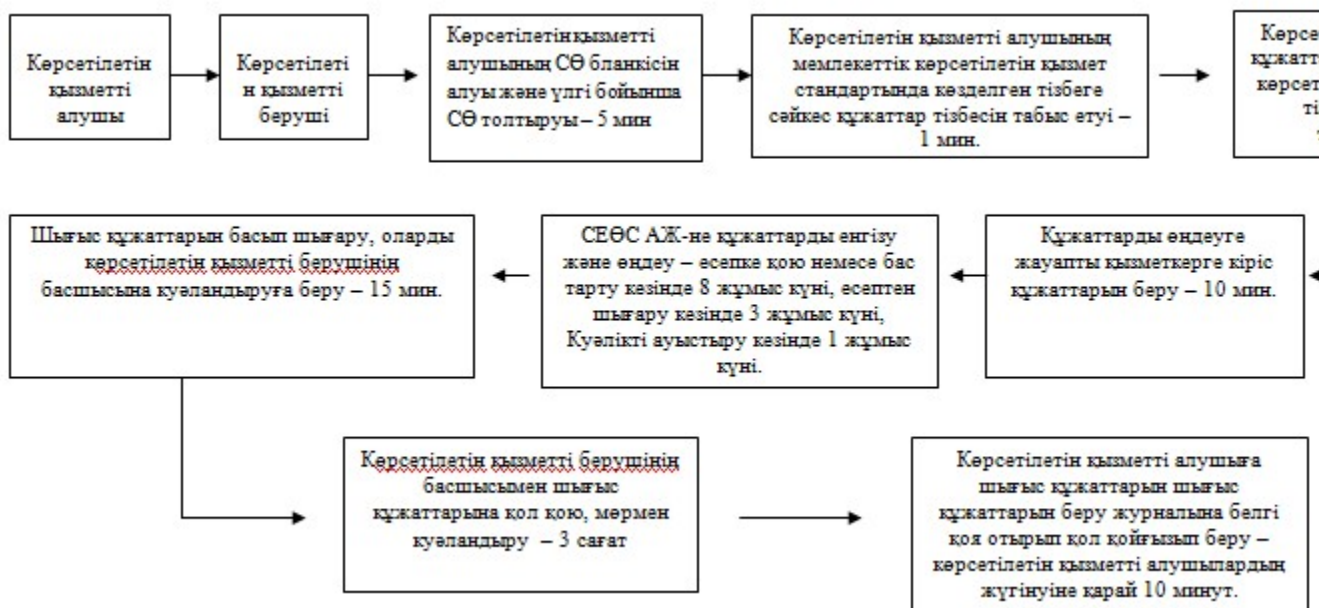 Көрсетілетін
қызметті
алушы
Көрсетілеті
н қызметті
беруші
Көрсетілетін қызметті
алушының СӨ бланкісін
алуы және үлгі бойынша
СӨ толтыруы – 5 мин
Көрсетілетін қызметті алушының
мемлекеттік көрсетілетін қызмет
стандартында көзделген тізбеге
сәйкес құжаттар тізбесін табыс етуі –
1 мин.
Шығыс құжаттарын басып шығару, оларды
көрсетілетін қызметті берушінің
басшысына куәландыруға беру – 15 мин.
СЕӨС АЖ-не құжаттарды енгізу
және өңдеу – есепке қою немесе бас
тарту кезінде 8 жұмыс күні, есептен
шығару кезінде 3 жұмыс күні,
Куәлікті ауыстыру кезінде 1 жұмыс
күні.
Құжаттарды өңдеуге
жауапты қызметкерге кіріс
құжаттарын беру – 10 мин.
Көрсетілетін қызметті берушінің
басшысымен шығыс
құжаттарына қол қою, мөрмен
куәландыру – 3 сағат
Көрсетілетін қызметті алушыға
шығыс құжаттарын шығыс
құжаттарын беру журналына белгі
қоя отырып қол қойғызып беру –
көрсетілетін қызметті алушылардың
жүгінуіне қарай 10 минут.